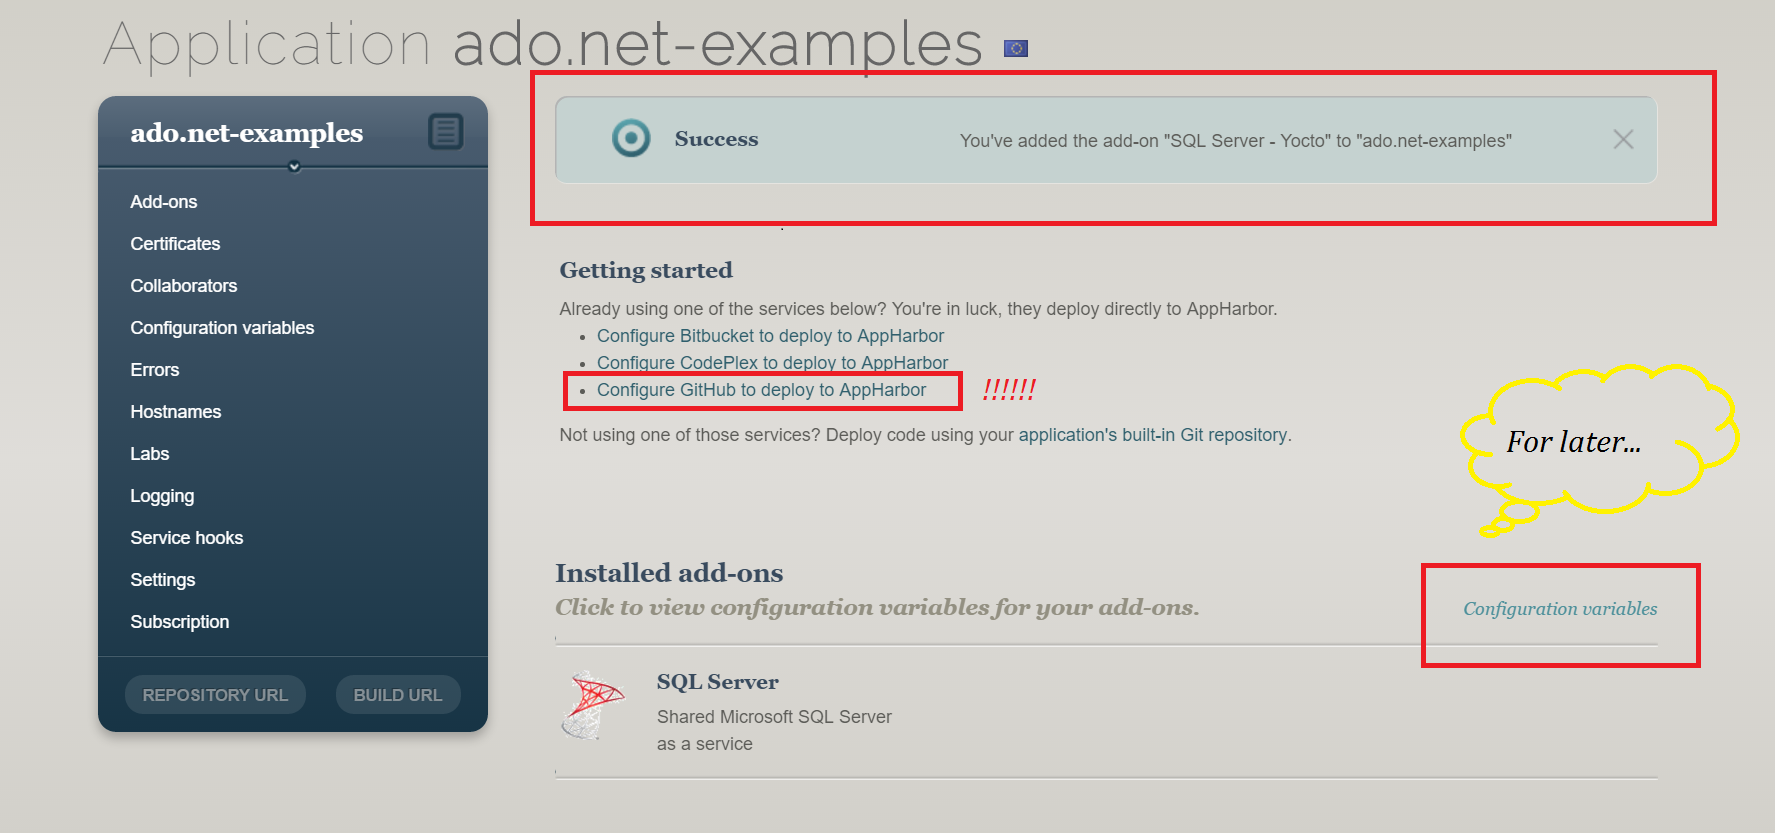 Application ado.net-examples
ado.net-examples
Add-ons
Certificates
Collaborators
Configuration variables
Errors
Hostnames
Labs
Logging
Service hooks
Settings
Subscription
REPOSITORY URL
BUILD URL
Success
You've added the add-on "SQL Server - Yocto" to "ado.net-examples"
Getting started
Already using one of the services below? You're in luck, they deploy directly to AppHarbor.
• Configure Bitbucket to deploy to AppHarbor
• Configure CodePlex to deploy to AppHarbor
• Configure GitHub to deploy to AppHarbor
!!!!!!
Not using one of those services? Deploy code using your application's built-in Git repository.
For later...
Installed add-ons
Click to view configuration variables for your add-ons.
Configuration variables
SQL Server
Shared Microsoft SQL Server
as a service